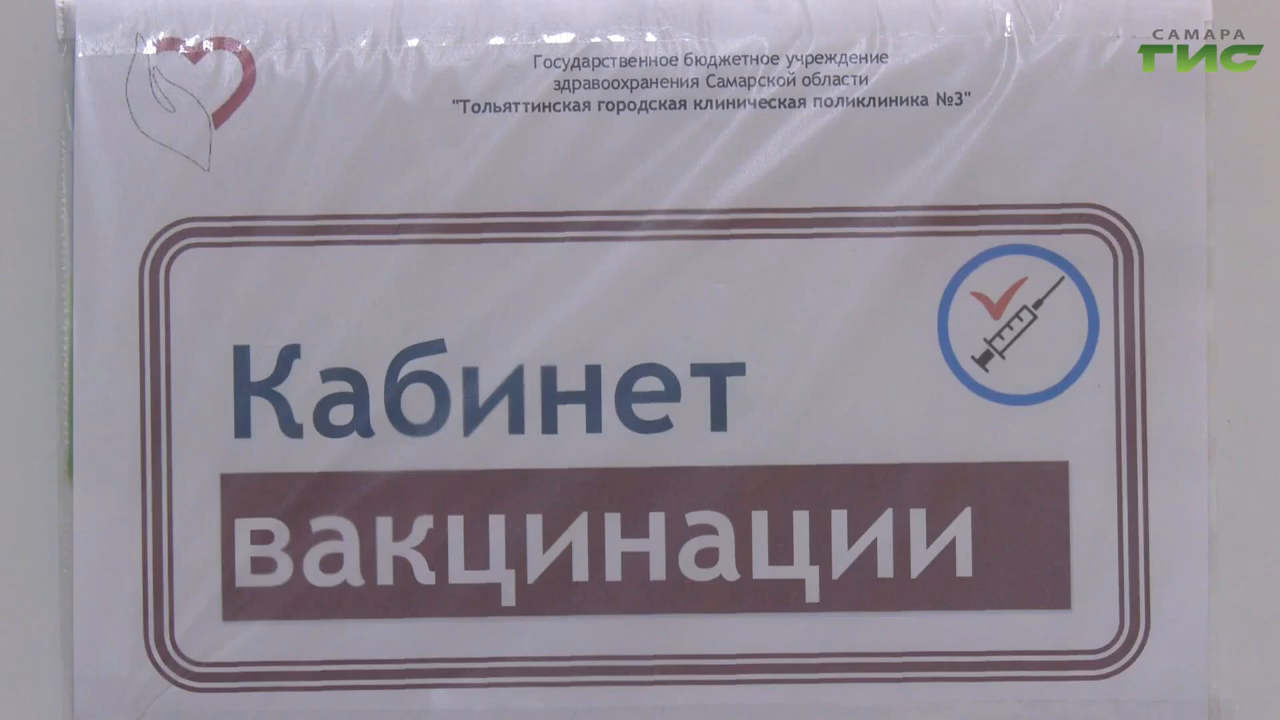 САМАРА
ГИС
Государственное бюджетное учреждение
здравоохранения Самарской области
"Тольяттинская городская клиническая поликлиника №3"
Кабинет
вакцинации